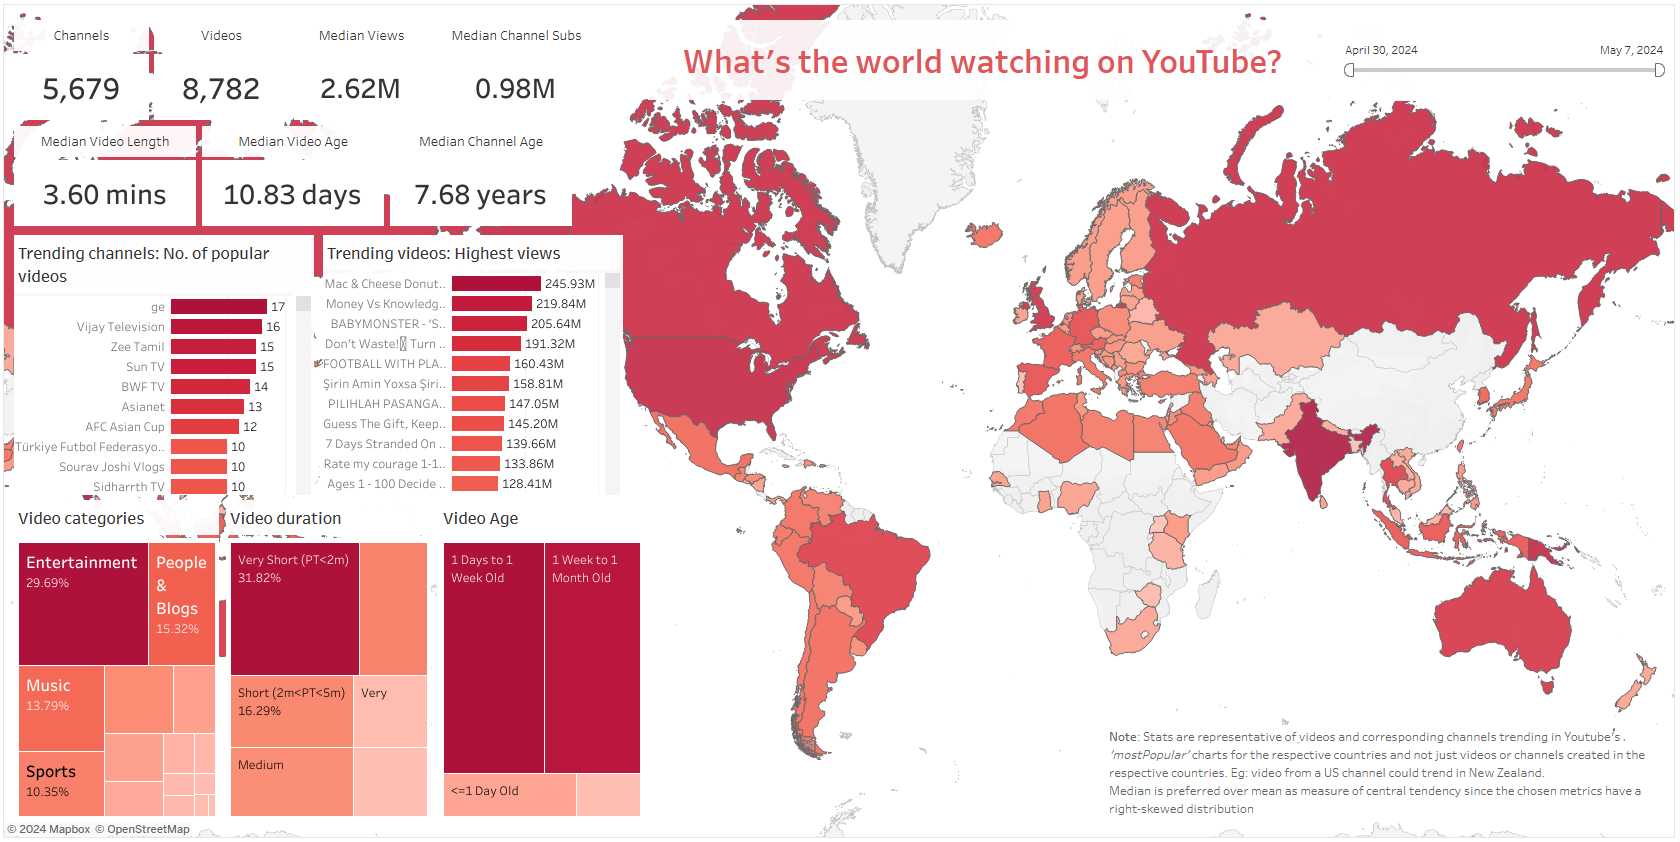 Channels
Videos
Median Views
Median Channel Subs
5,679
8,782
2.62M
0.98M
What's the world watching on YouTube?
April 30, 2024
May 7, 2024
Median Video Length
Median Video Age
Median Channel Age
3.60 mins
10.83 days
7.68 years
Trending channels: No. of popular
videos
ge 17
Vijay Television 16
Zee Tamil 15
Sun TV 15
BWF TV 14
Asianet 13
AFC Asian Cup 12
Türkiye Futbol Federasyo.. 10
Sourav Joshi Vlogs 10
Sidharrth TV 10
Trending videos: Highest views
Mac & Cheese Donut.. 245.93M
Money Vs Knowledg.. 219.84M
BABYMONSTER - 'S.. 205.64M
Don't Waste! Turn .. 191.32M
FOOTBALL WITH PLA.. 160.43M
Şirin Amin Yoxsa Şiri.. 158.81M
PILIHLAH PASANGA.. 147.05M
Guess The Gift, Keep.. 145.20M
7 Days Stranded On .. 139.66M
Rate my courage 1-1.. 133.86M
Ages 1 - 100 Decide .. 128.41M
Video categories
Entertainment
29.69%
People
&
Blogs
15.32%
Music
13.79%
Sports
10.35%
Video duration
Very Short (PT<2m)
31.82%
Short (2m<PT<5m)
16.29%
Very
Medium
Video Age
1 Days to 1
Week Old
1 Week to 1
Month Old
<=1 Day Old
Note: Stats are representative of videos and corresponding channels trending in Youtube's
'mostPopular' charts for the respective countries and not just videos or channels created in the
respective countries. Eg: video from a US channel could trend in New Zealand.
Median is preferred over mean as measure of central tendency since the chosen metrics have a
right-skewed distribution
© 2024 Mapbox © OpenStreetMap